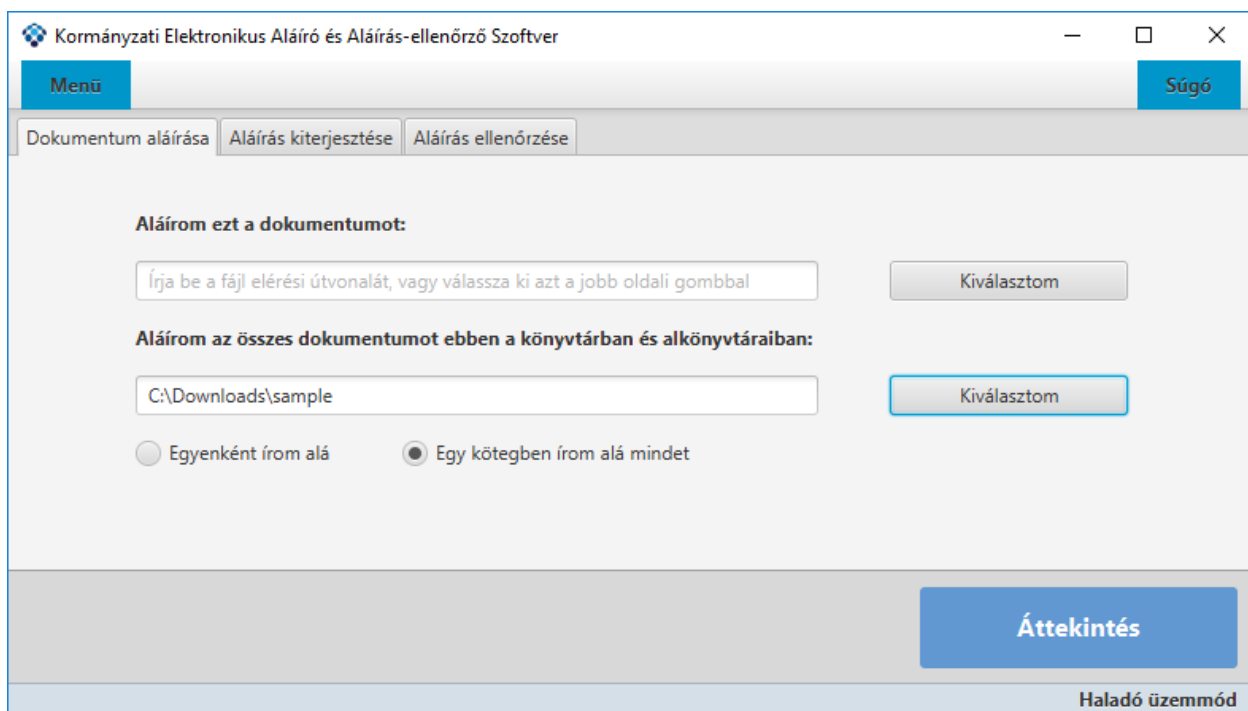 Kormányzati Elektronikus Aláíró és Aláírás-ellenőrző Szoftver
Menü Súgó
Dokumentum aláírása Aláírás kiterjesztése Aláírás ellenőrzése
Aláírom ezt a dokumentumot:
Írja be a fájl elérési útvonalát, vagy válassza ki azt a jobb oldali gombbal Kiválasztom
Aláírom az összes dokumentumot ebben a könyvtárban és alkönyvtáraiban:
C:\Downloads\sample Kiválasztom
Egyenként írom alá Egy kötegben írom alá mindet
Áttekintés
Haladó üzemmód